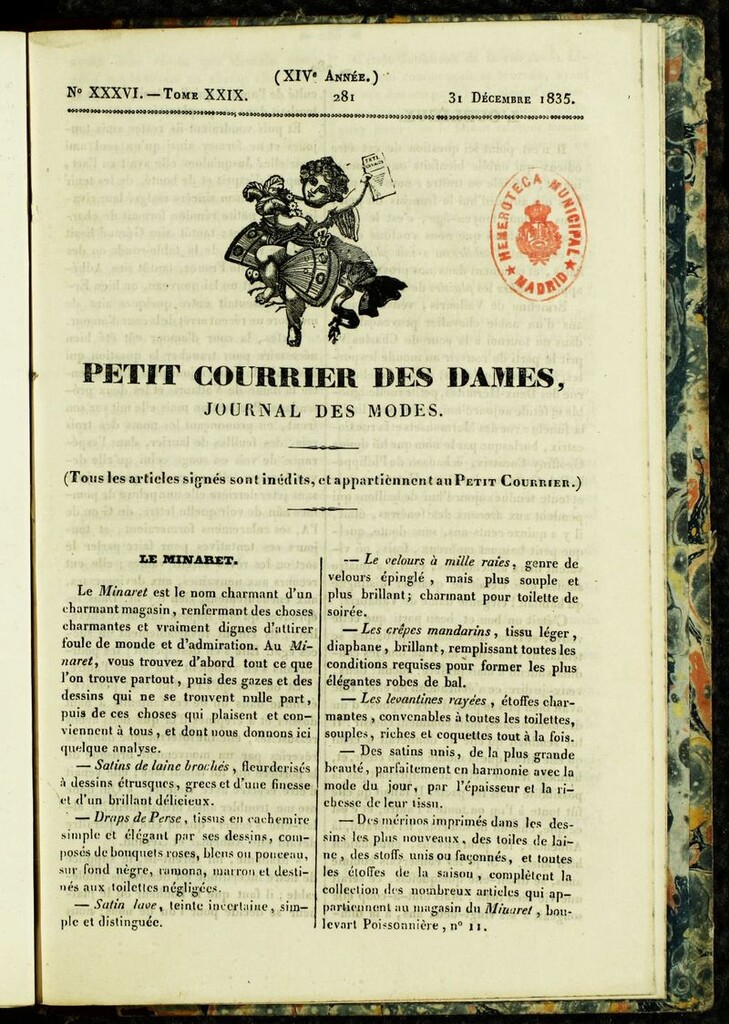 (XIVe Année.)
No XXXVI. — Tome XXIX.
281
31 Décembre 1835.
HEMEROTECA MUNICIPAL
★ MADRID ★
PETIT COURRIER DES DAMES,
JOURNAL DES MODES.
(Tous les articles signés sont inédits, et appartiennent au Petit Courrier.)
LE MINARET.
Le Minaret est le nom charmant d'un
charmant magasin, renfermant des choses
charmantes et vraiment dignes d'attirer
foule de monde et d'admiration. Au Mi-
naret, vous trouvez d'abord tout ce que
l'on trouve partout, puis des gazes et des
dessins qui ne se trouvent nulle part,
puis de ces choses qui plaisent et con-
viennent à tous, et dont nous donnons ici
quelque analyse.
— Satins de laine brochés, fleurdérisés
à dessins étrusques, grecs et d'une finesse
et d'un brillant délicieux.
— Draps de Perse, tissus en cachemire
simple et élégant par ses dessins, com-
posés de bouquets roses, bleus ou ponceau,
sur fond nègre, ramona, marron et desti-
nés aux toilettes négligées.
— Satin lave, teinte incertaine, sim-
ple et distinguée.
— Le velours à mille raies, genre de
velours épinglé, mais plus souple et
plus brillant; charmant pour toilette de
soirée.
— Les crêpes mandarins, tissu léger,
diaphane, brillant, remplissant toutes les
conditions requises pour former les plus
élégantes robes de bal.
— Les levantines rayées, étoffes char-
mantes, convenables à toutes les toilettes,
souples, riches et coquettes tout à la fois.
— Des satins unis, de la plus grande
beauté, parfaitement en harmonie avec la
mode du jour, par l'épaisseur et la ri-
chesse de leur tissu.
— Des mérinos imprimés dans les des-
sins les plus nouveaux, des toiles de lai-
ne, des stoffs unis ou façonnés, et toutes
les étoffes de la saison, complètent la
collection des nombreux articles qui ap-
partiennent au magasin du Minaret, bou-
levart Poissonnière, no 11.